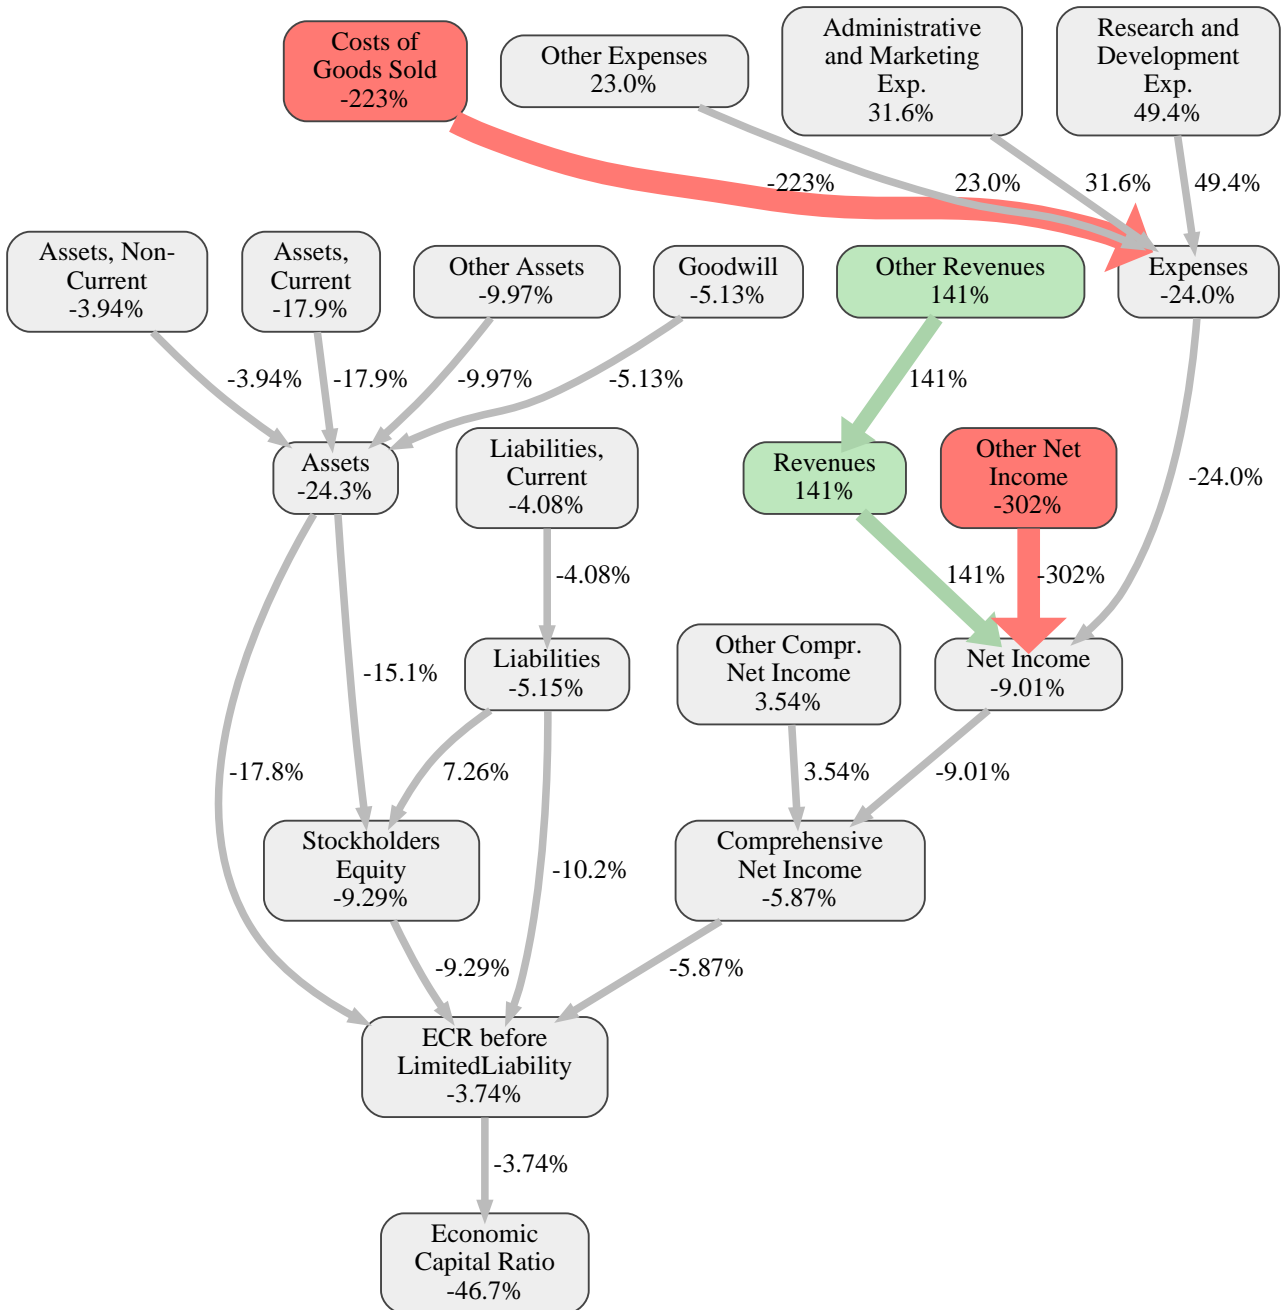 Costs of
Goods Sold
-223%
Other Expenses
23.0%
Administrative
and Marketing
Exp.
31.6%
Research and
Development
Exp.
49.4%
-223%
23.0%
31.6%
49.4%
Assets, Non-
Current
-3.94%
Assets,
Current
-17.9%
Other Assets
-9.97%
Goodwill
-5.13%
Other Revenues
141%
Expenses
-24.0%
-3.94%
-17.9%
-9.97%
-5.13%
141%
-24.0%
Assets
-24.3%
Liabilities,
Current
-4.08%
Revenues
141%
Other Net
Income
-302%
-4.08%
141%
-302%
Liabilities
-5.15%
Other Compr.
Net Income
3.54%
Net Income
-9.01%
-15.1%
-17.8%
7.26%
3.54%
-9.01%
Stockholders
Equity
-9.29%
-10.2%
Comprehensive
Net Income
-5.87%
-9.29%
-5.87%
ECR before
LimitedLiability
-3.74%
-3.74%
Economic
Capital Ratio
-46.7%